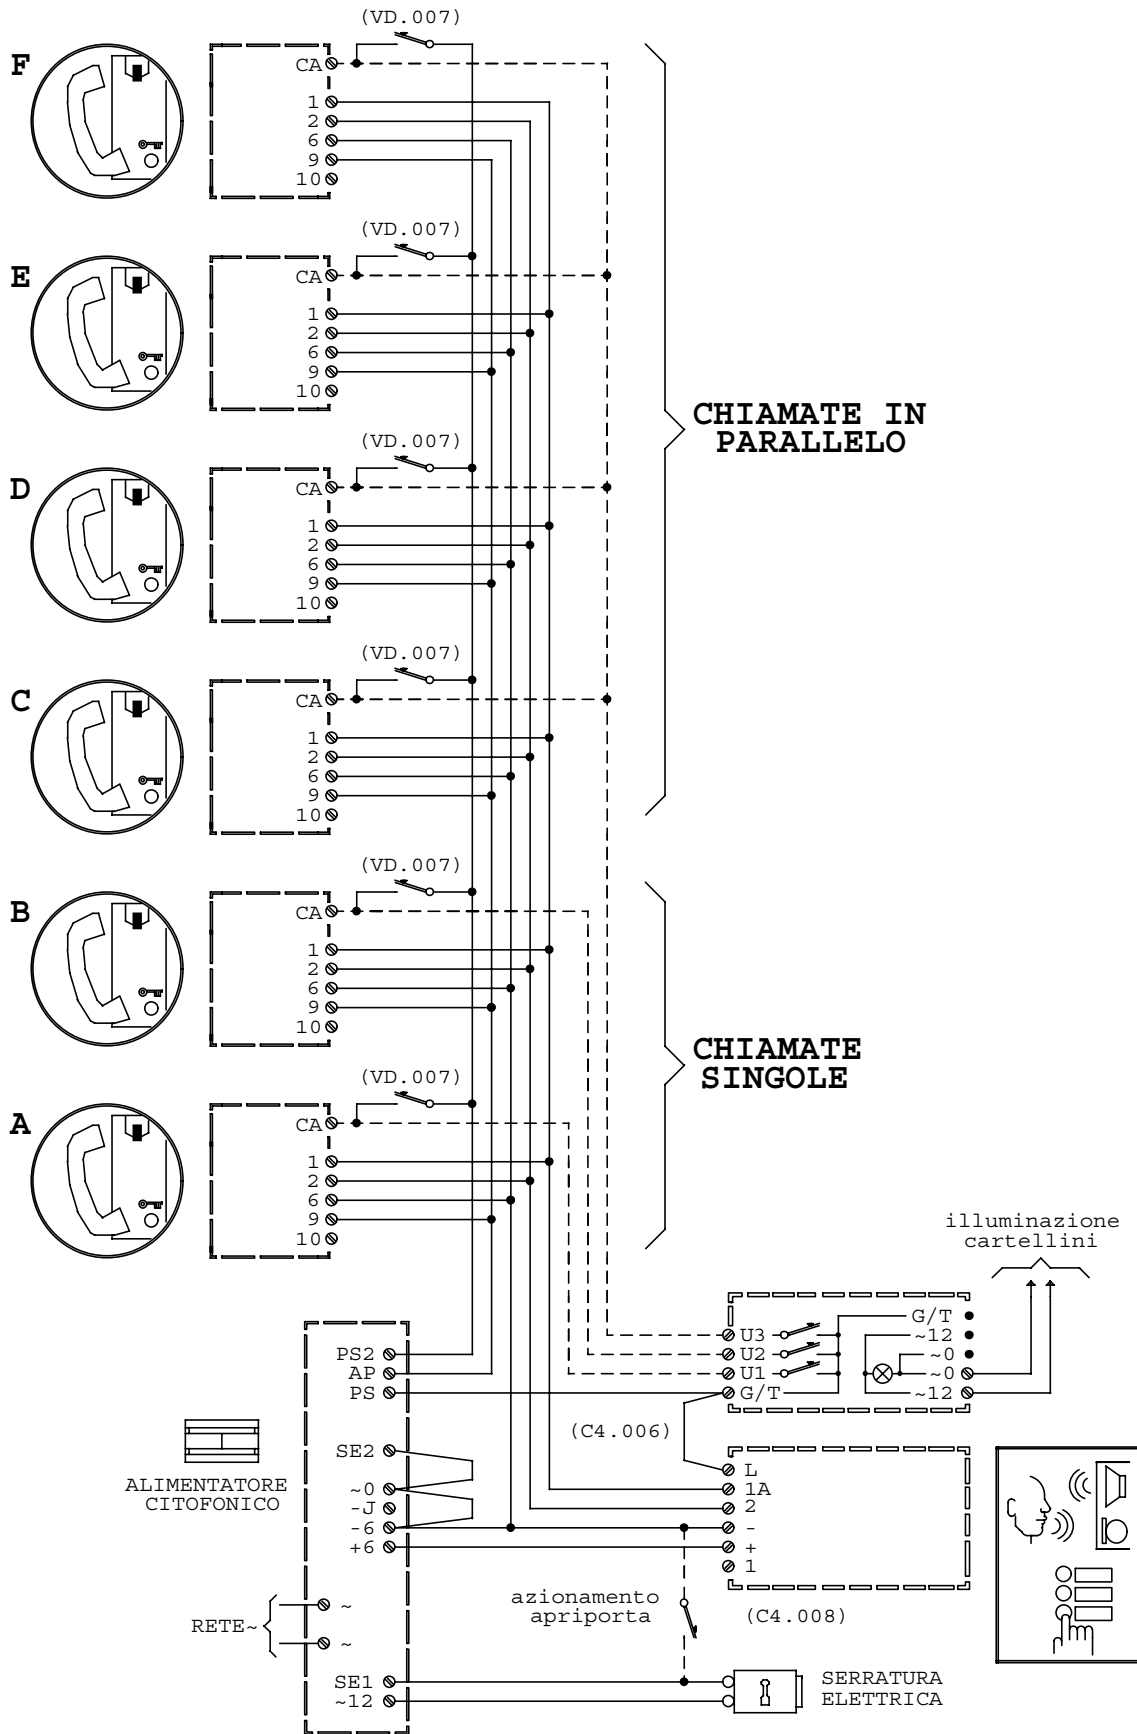 (VD.007)
F
CA
1
2
6
9
10
(VD.007)
E
CA
1
2
6
9
10
CHIAMATE IN
PARALLELO
(VD.007)
D
CA
1
2
6
9
10
(VD.007)
C
CA
1
2
6
9
10
(VD.007)
B
CA
1
2
6
9
10
CHIAMATE
SINGOLE
(VD.007)
A
CA
1
2
6
9
10
illuminazione
cartellini
U3
U2
U1
G/T
G/T
~12
~0
~0
~12
(C4.006)
PS2
AP
PS
SE2
~0
-J
-6
+6
ALIMENTATORE
CITOFONICO
L
1A
2
-
+
1
(C4.008)
azionamento
apriporta
RETE~
~
~
SE1
~12
SERRATURA
ELETTRICA